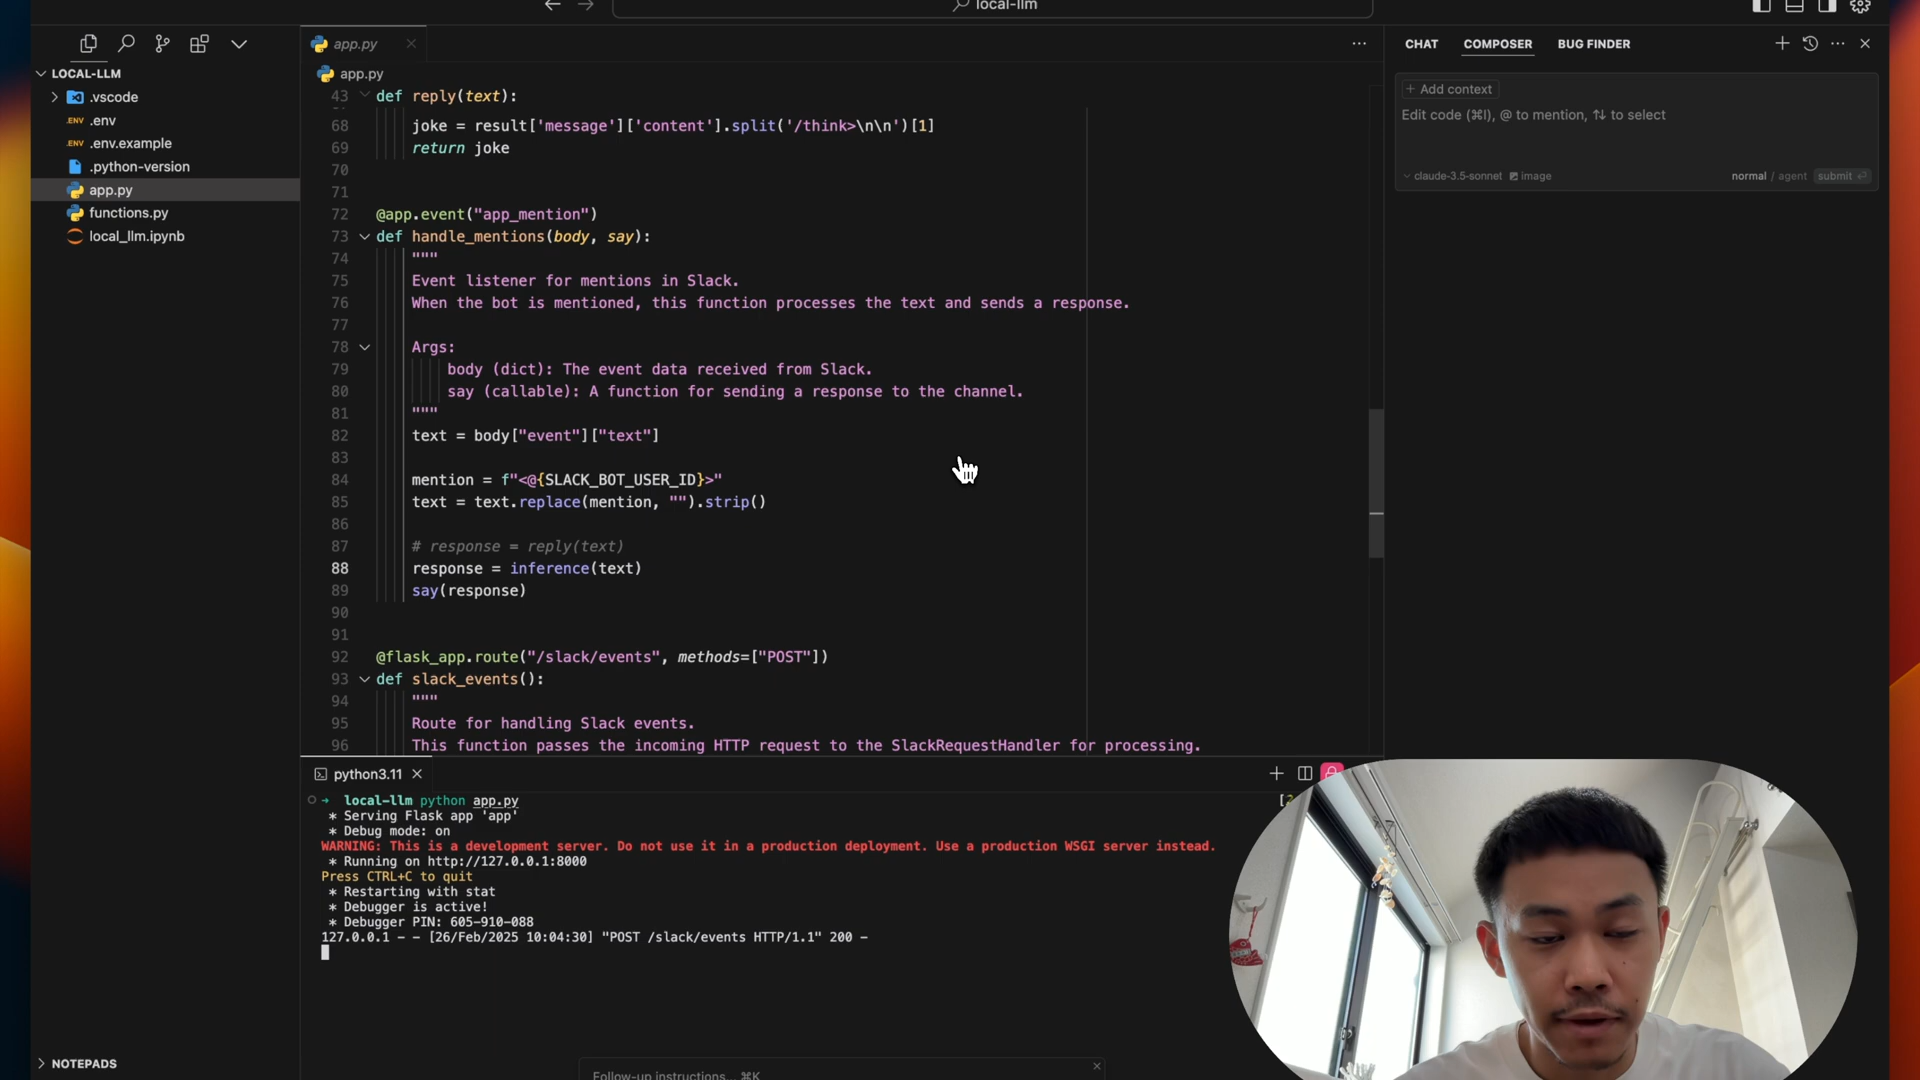 local-llm
app.py
CHAT
COMPOSER
BUG FINDER
LOCAL-LLM
.vscode
.ENV .env
.ENV .env.example
.python-version
app.py
functions.py
local_llm.ipynb
NOTEPADS
app.py
43 def reply(text):
68 joke = result['message']['content'].split('/think>\n\n')[1]
69 return joke
70
71
72 @app.event("app_mention")
73 def handle_mentions(body, say):
74 """
75 Event listener for mentions in Slack.
76 When the bot is mentioned, this function processes the text and sends a response.
77
78 Args:
79 body (dict): The event data received from Slack.
80 say (callable): A function for sending a response to the channel.
81 """
82 text = body["event"]["text"]
83
84 mention = f"<@{SLACK_BOT_USER_ID}>"
85 text = text.replace(mention, "").strip()
86
87 # response = reply(text)
88 response = inference(text)
89 say(response)
90
91
92 @flask_app.route("/slack/events", methods=["POST"])
93 def slack_events():
94 """
95 Route for handling Slack events.
96 This function passes the incoming HTTP request to the SlackRequestHandler for processing.
+ Add context
Edit code (⌘I), @ to mention, ⇅ to select
claude-3.5-sonnet image normal / agent submit
python3.11
→ local-llm python app.py
* Serving Flask app 'app'
* Debug mode: on
WARNING: This is a development server. Do not use it in a production deployment. Use a production WSGI server instead.
* Running on http://127.0.0.1:8000
Press CTRL+C to quit
* Restarting with stat
* Debugger is active!
* Debugger PIN: 605-910-088
127.0.0.1 - - [26/Feb/2025 10:04:30] "POST /slack/events HTTP/1.1" 200 -
Follow-up instructions... ⌘K